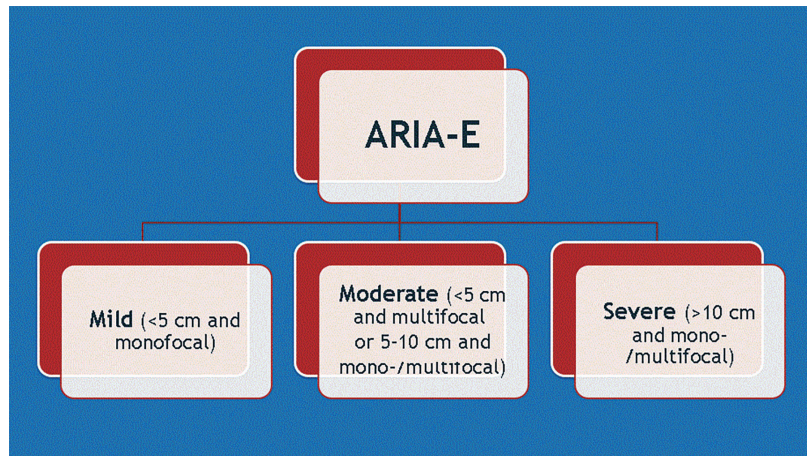 ARIA-E
Mild (<5 cm and
monofocal)
Moderate (<5 cm
and multifocal
or 5-10 cm and
mono-/multifocal)
Severe (>10 cm
and mono-
/multifocal)